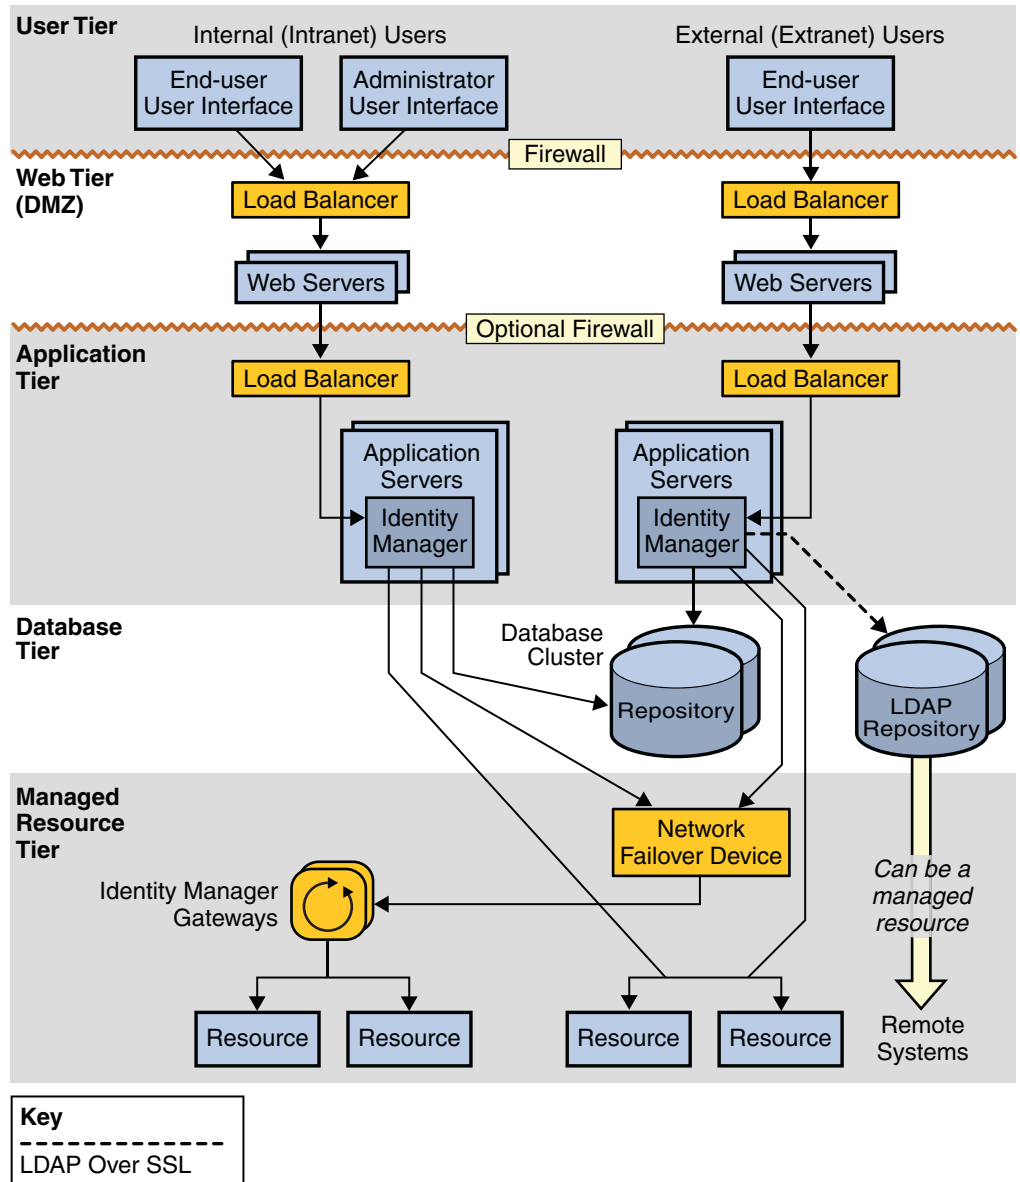 User Tier
Internal (Intranet) Users
External (Extranet) Users
End-user
User Interface
Administrator
User Interface
End-user
User Interface
Firewall
Web Tier
(DMZ)
Load Balancer
Load Balancer
Web Servers
Web Servers
Optional Firewall
Application
Tier
Load Balancer
Load Balancer
Application
Servers
Identity
Manager
Application
Servers
Identity
Manager
Database
Tier
Database
Cluster
Repository
LDAP
Repository
Managed
Resource
Tier
Network
Failover Device
Can be a
managed
resource
Identity Manager
Gateways
Resource
Resource
Resource
Resource
Remote
Systems
Key
LDAP Over SSL